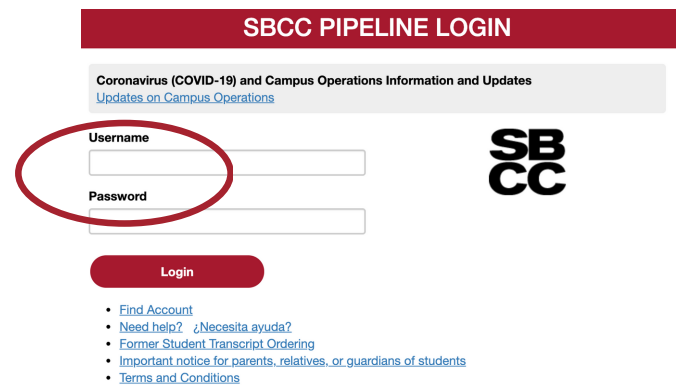 SBCC PIPELINE LOGIN
Coronavirus (COVID-19) and Campus Operations Information and Updates
Updates on Campus Operations
Username
SB
CC
Password
Login
• Find Account
• Need help? ¿Necesita ayuda?
• Former Student Transcript Ordering
• Important notice for parents, relatives, or guardians of students
• Terms and Conditions